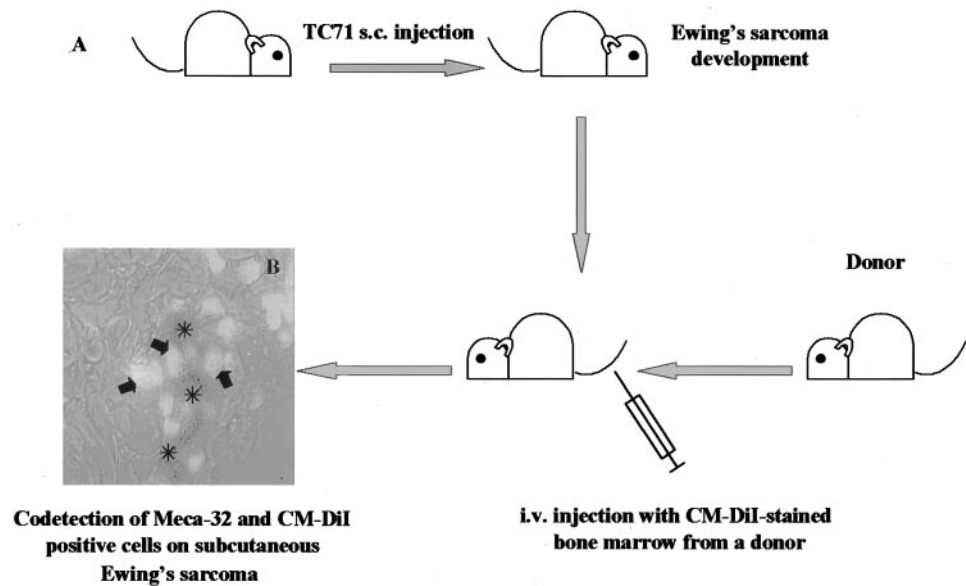 A
TC71 s.c. injection
Ewing's sarcoma
development
Donor
B
Codetection of Meca-32 and CM-DiI
positive cells on subcutaneous
Ewing's sarcoma
i.v. injection with CM-DiI-stained
bone marrow from a donor